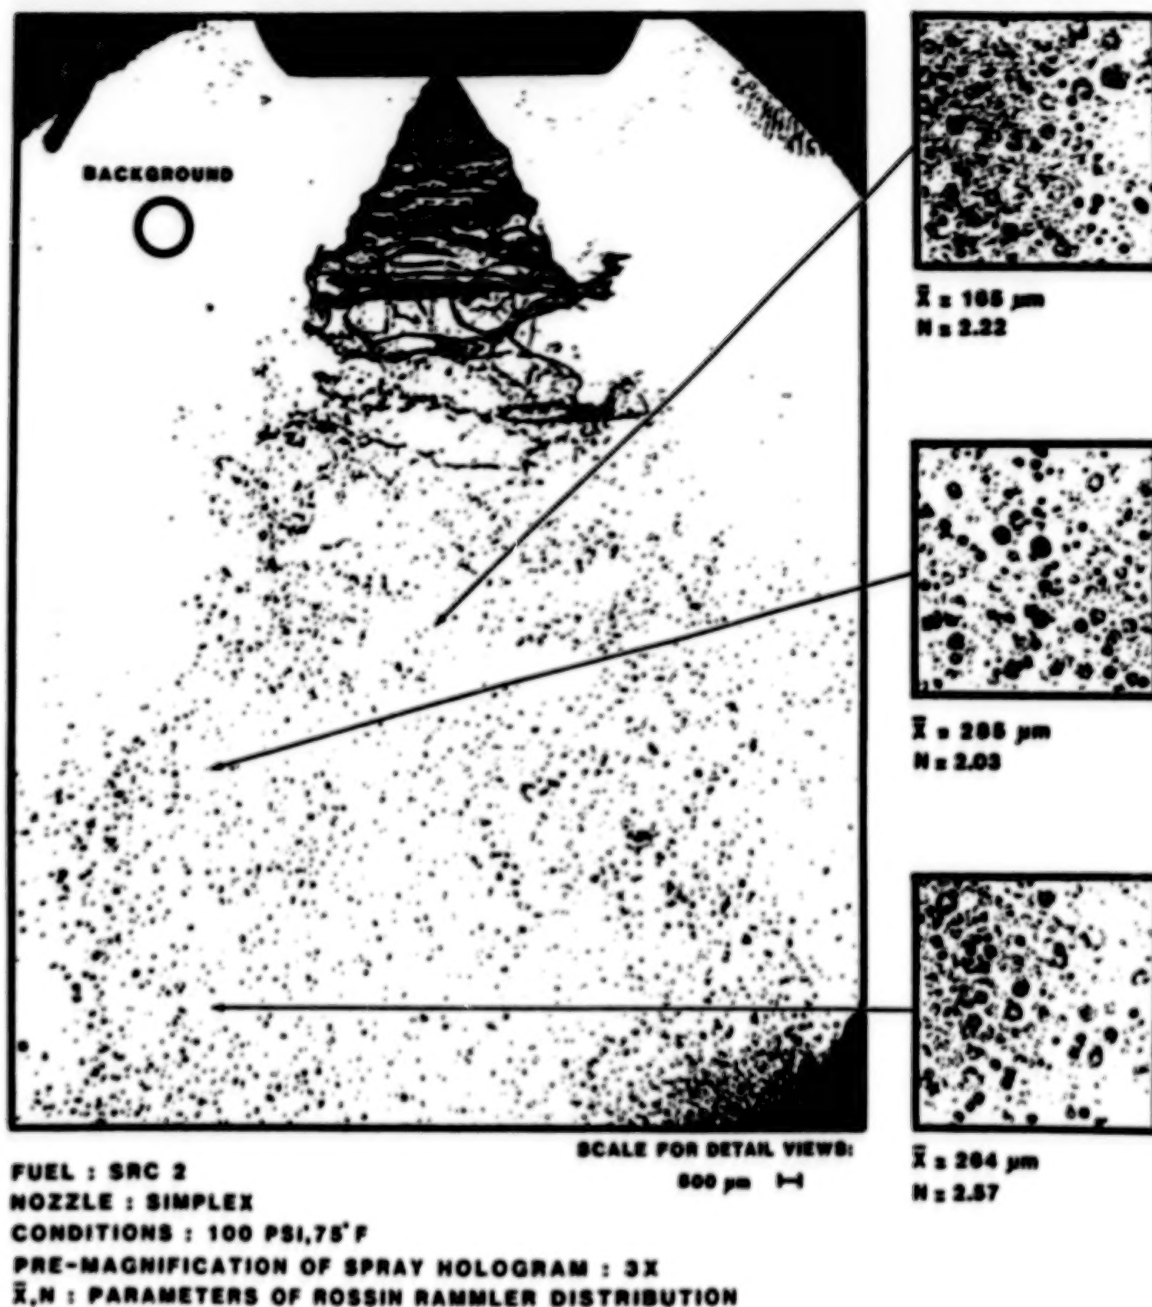 BACKGROUND
X̄ = 165 µm
N = 2.22
X̄ = 265 µm
N = 2.03
X̄ = 264 µm
N = 2.57
SCALE FOR DETAIL VIEWS:
500 µm
FUEL : SRC 2
NOZZLE : SIMPLEX
CONDITIONS : 100 PSI,75°F
PRE-MAGNIFICATION OF SPRAY HOLOGRAM : 3X
X̄,N : PARAMETERS OF ROSSIN RAMMLER DISTRIBUTION